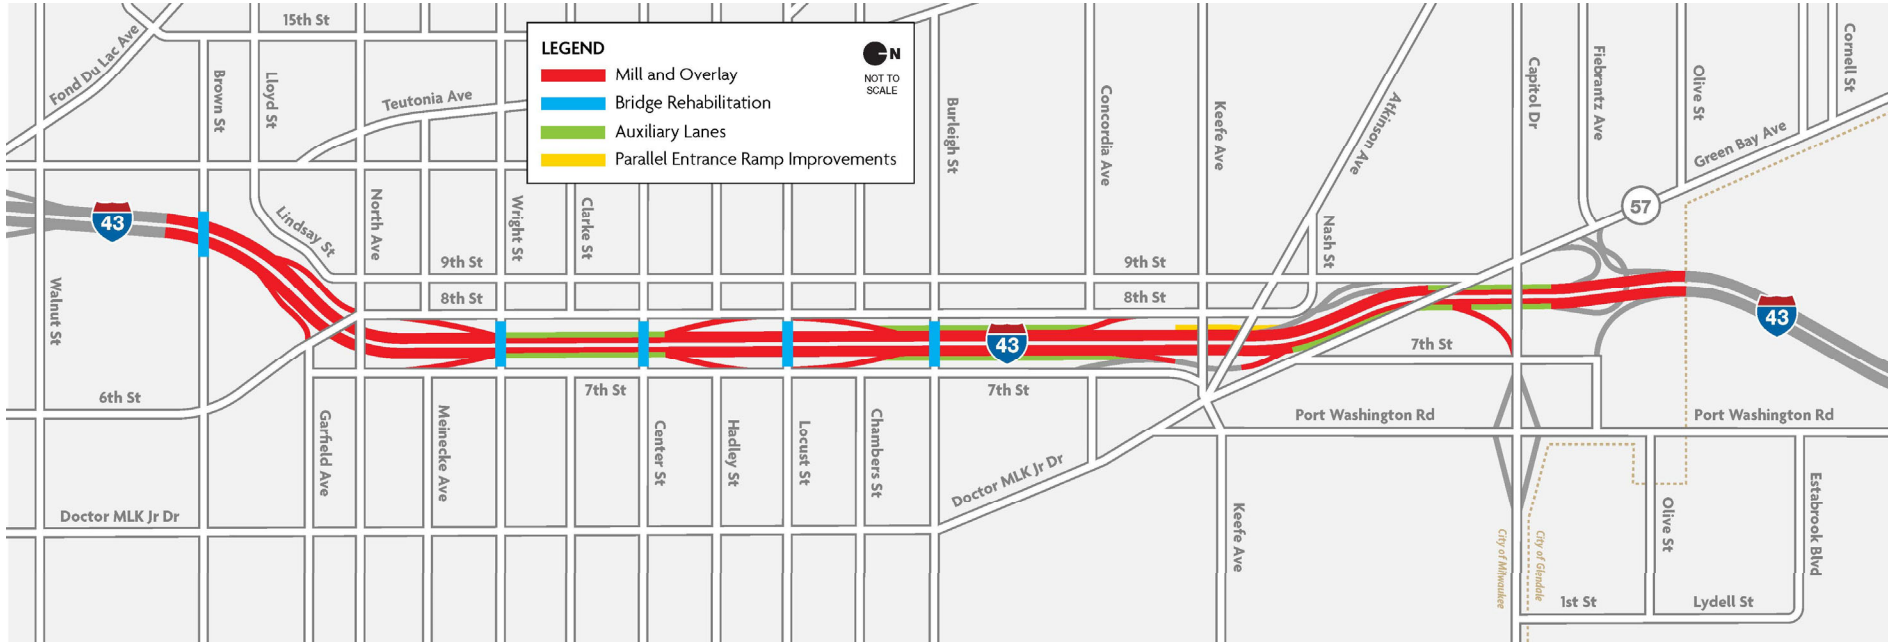 15th St
Fond Du Lac Ave
Brown St
Lloyd St
Teutonia Ave
LEGEND
Mill and Overlay
Bridge Rehabilitation
Auxiliary Lanes
Parallel Entrance Ramp Improvements
N
NOT TO
SCALE
Burleigh St
Concordia Ave
Keefe Ave
Atkinson Ave
Capitol Dr
Fiebrantz Ave
Olive St
Cornell St
Green Bay Ave
57
43
Lindsay St
North Ave
Wright St
Clarke St
9th St
8th St
9th St
8th St
Nash St
Walnut St
43
43
7th St
6th St
7th St
7th St
Port Washington Rd
Port Washington Rd
Garfield Ave
Meinecke Ave
Center St
Hadley St
Locust St
Chambers St
Doctor MLK Jr Dr
Doctor MLK Jr Dr
Keefe Ave
City of Milwaukee
City of Glendale
Olive St
Estabrook Blvd
1st St
Lydell St